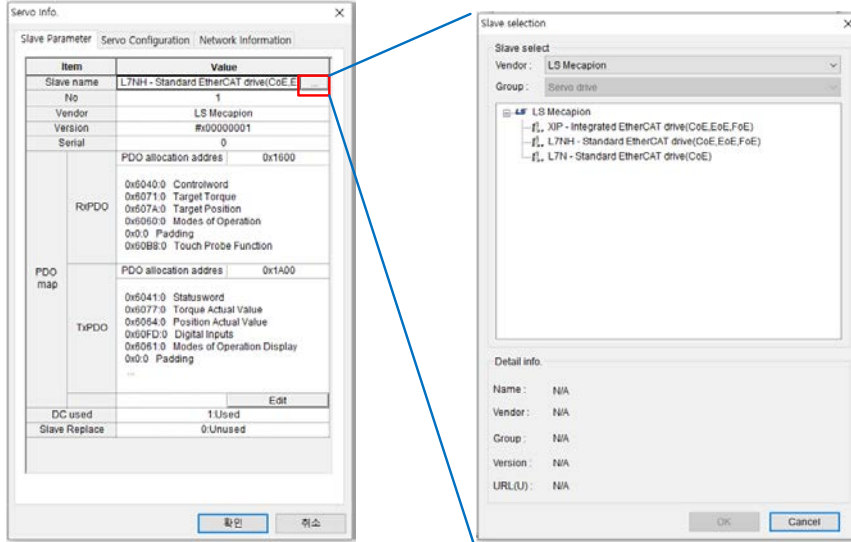 Servo Info.
Slave Parameter Servo Configuration Network Information
Item Value
Slave name L7NH - Standard EtherCAT drive(CoE,E ...
No 1
Vendor LS Mecapion
Version #x00000001
Serial 0
PDO map
RxPDO
PDO allocation addres 0x1600
0x6040:0 Controlword
0x6071:0 Target Torque
0x607A:0 Target Position
0x6060:0 Modes of Operation
0x0:0 Padding
0x60B8:0 Touch Probe Function
TxPDO
PDO allocation addres 0x1A00
0x6041:0 Statusword
0x6077:0 Torque Actual Value
0x6064:0 Position Actual Value
0x60FD:0 Digital Inputs
0x6061:0 Modes of Operation Display
0x0:0 Padding
...
Edit
DC used 1:Used
Slave Replace 0:Unused
확인 취소
Slave selection
Slave select
Vendor : LS Mecapion
Group : Servo drive
LS LS Mecapion
XIP - Integrated EtherCAT drive(CoE,EoE,FoE)
L7NH - Standard EtherCAT drive(CoE,EoE,FoE)
L7N - Standard EtherCAT drive(CoE)
Detail info.
Name : N/A
Vendor : N/A
Group : N/A
Version : N/A
URL(U) : N/A
OK Cancel